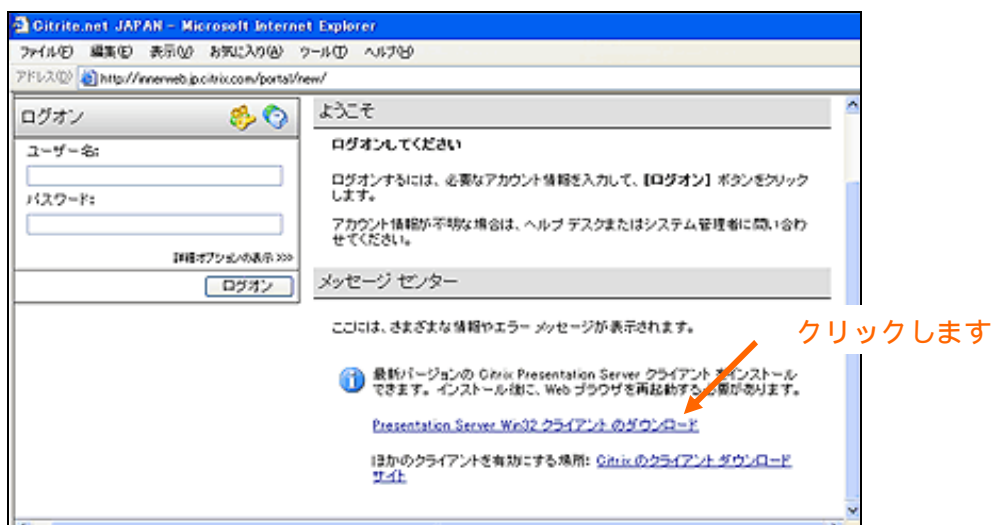 Citrite.net JAPAN - Microsoft Internet Explorer
ファイル(F) 編集(E) 表示(V) お気に入り(A) ツール(T) ヘルプ(H)
アドレス(D) http://innerweb.jp.citrix.com/portal/new/
ログオン
ユーザー名:
パスワード:
詳細オプションの表示 >>>
ログオン
ようこそ
ログオンしてください
ログオンするには、必要なアカウント情報を入力して、[ログオン] ボタンをクリック
します。
アカウント情報が不明な場合は、ヘルプ デスクまたはシステム管理者に問い合わ
せてください。
メッセージ センター
ここには、さまざまな情報やエラー メッセージが表示されます。
クリックします
最新バージョンの Citrix Presentation Server クライアント をインストール
できます。インストール後に、Web ブラウザを再起動する必要があります。
Presentation Server Win32 クライアント のダウンロード
ほかのクライアントを有効にする場所: Citrix のクライアント ダウンロード
サイト